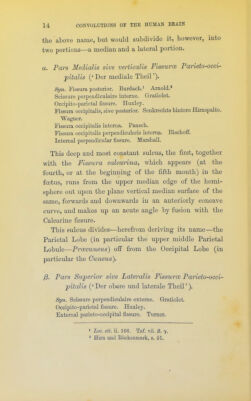 14 CONVOLUTIONS OF THE HUMAN BRAIN
the above name, but would subdivide it, however, into
two portions—a median and a lateral portion.
α. Pars Medialis sive verticalis Fissuræ Parieto-occi-
pitalis (‘Der mediale Theil’).
Syn. Fissura posterior. Burdach.¹ Arnold.²
Scissure perpendiculaire interne. Gratiolet.
Occipito-parietal fissure. Huxley.
Fissura occipitalis, sive posterior. Senkrechte hintere Hirnspalte.
Wagner.
Fissura occipitalis interna. Pansch.
Fissura occipitalis perpendicularis interna. Bischoff.
Internal perpendicular fissure. Marshall.
This deep and most constant sulcus, the first, together
with the Fissura calcarina, which appears (at the
fourth, or at the beginning of the fifth month) in the
fœtus, runs from the upper median edge of the hemi-
sphere out upon the plane vertical median surface of the
same, forwards and downwards in an anteriorly concave
curve, and makes up an acute angle by fusion with the
Calcarine fissure.
This sulcus divides—herefrom deriving its name—the
Parietal Lobe (in particular the upper middle Parietal
Lobule—Præcuneus) off from the Occipital Lobe (in
particular the Cuneus).
β. Pars Superior sive Lateralis Fissuræ Parieto-occi-
pitalis (‘Der obere und laterale Theil’).
Syn. Scissure perpendiculaire externe. Gratiolet.
Occipito-parietal fissure. Huxley.
External parieto-occipital fissure. Turner.
¹ Loc. cit. ii. 166. Taf. vii. g. γ.
² Hirn und Rückenmark, s. 91.